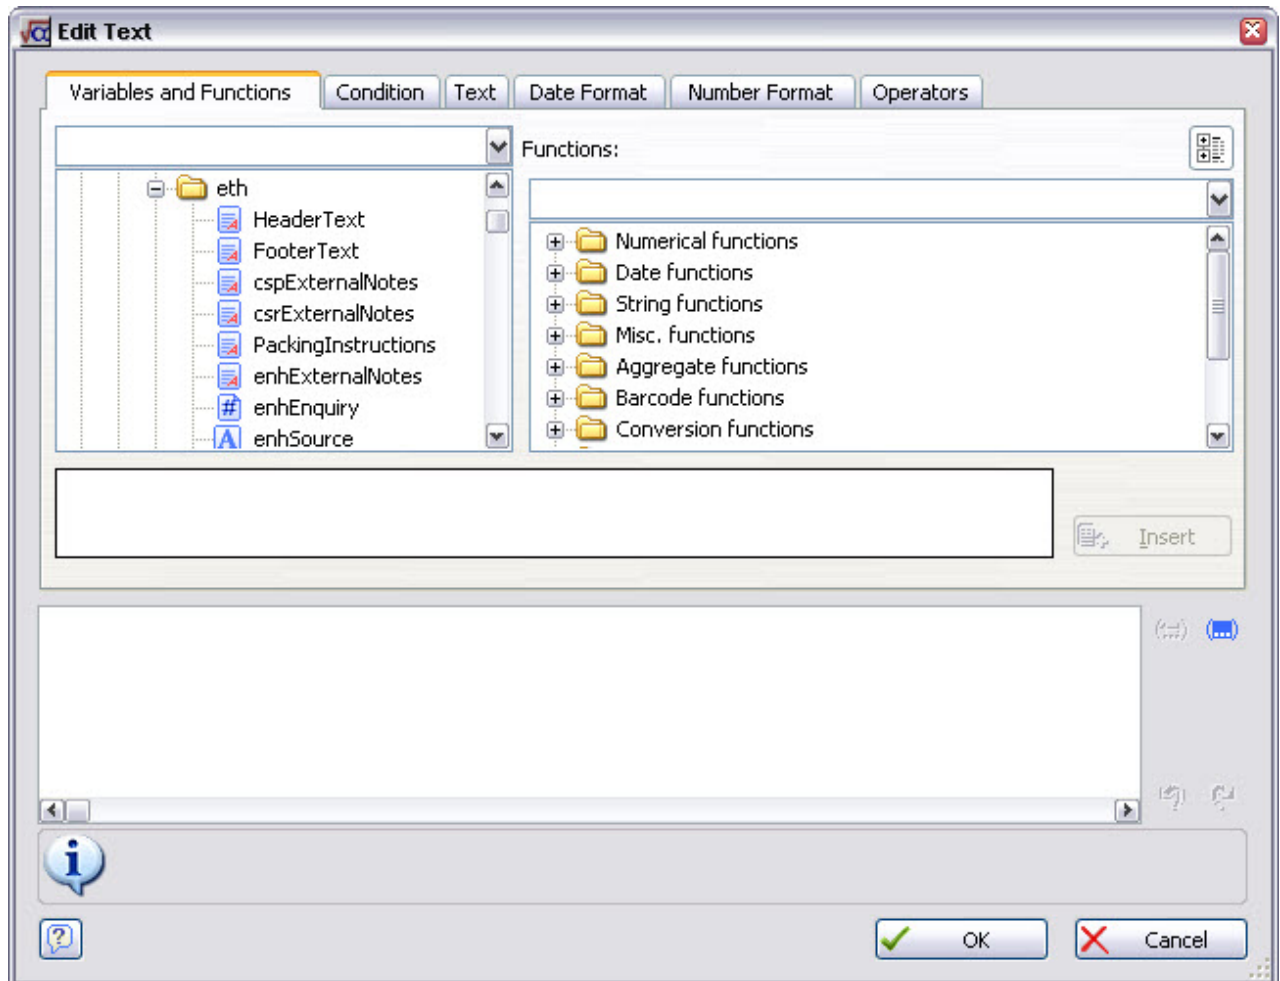 Edit Text
Variables and Functions Condition Text Date Format Number Format Operators
Functions:
eth
HeaderText
FooterText
cspExternalNotes
csrExternalNotes
PackingInstructions
enhExternalNotes
enhEnquiry
enhSource
Numerical functions
Date functions
String functions
Misc. functions
Aggregate functions
Barcode functions
Conversion functions
Insert
OK Cancel